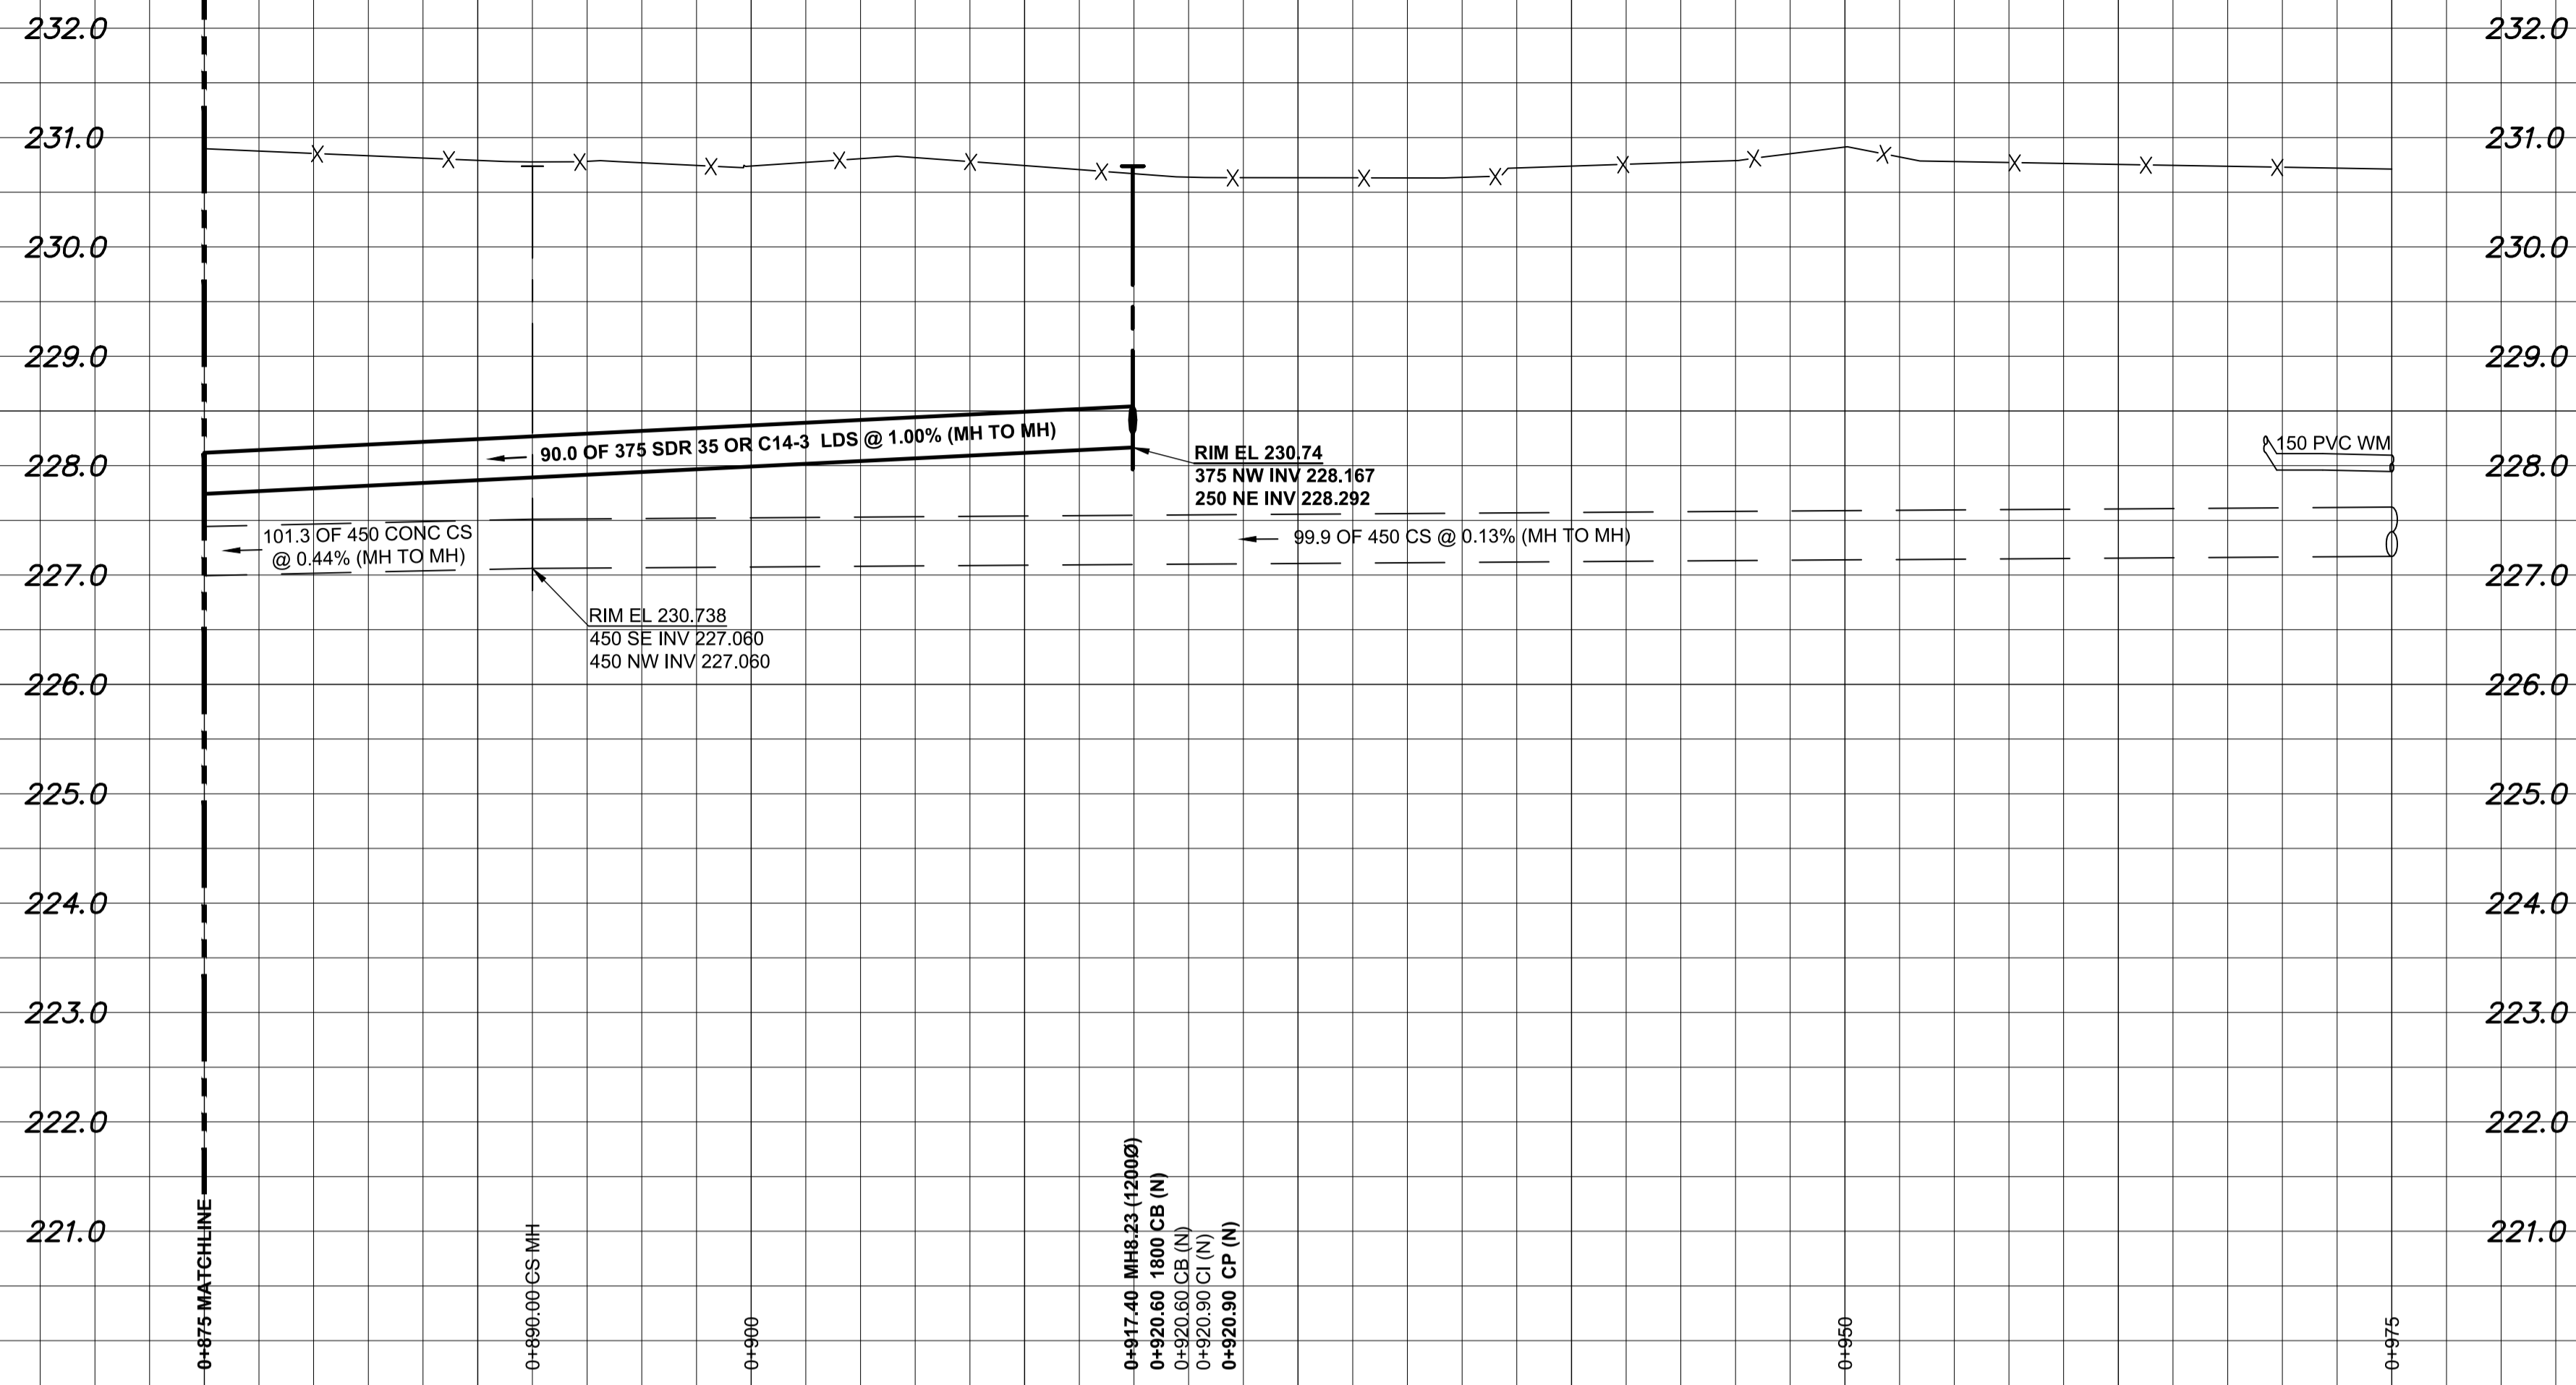 232.0 232.0
231.0 231.0
230.0 230.0
229.0 229.0
90.0 OF 375 SDR 35 OR C14-3 LDS @ 1.00% (MH TO MH)
150 PVC WM
228.0 228.0
RIM EL 230.74
375 NW INV 228.167
250 NE INV 228.292
101.3 OF 450 CONC CS
@ 0.44% (MH TO MH)
99.9 OF 450 CS @ 0.13% (MH TO MH)
227.0 227.0
RIM EL 230.738
450 SE INV 227.060
450 NW INV 227.060
226.0 226.0
225.0 225.0
224.0 224.0
223.0 223.0
222.0 222.0
221.0 221.0
0+875 MATCHLINE
0+890.00 CS MH
0+900
0+917.40 MH8.23 (1200Ø)
0+920.60 1800 CB (N)
0+920.60 CB (N)
0+920.90 CI (N)
0+920.90 CP (N)
0+950
0+975